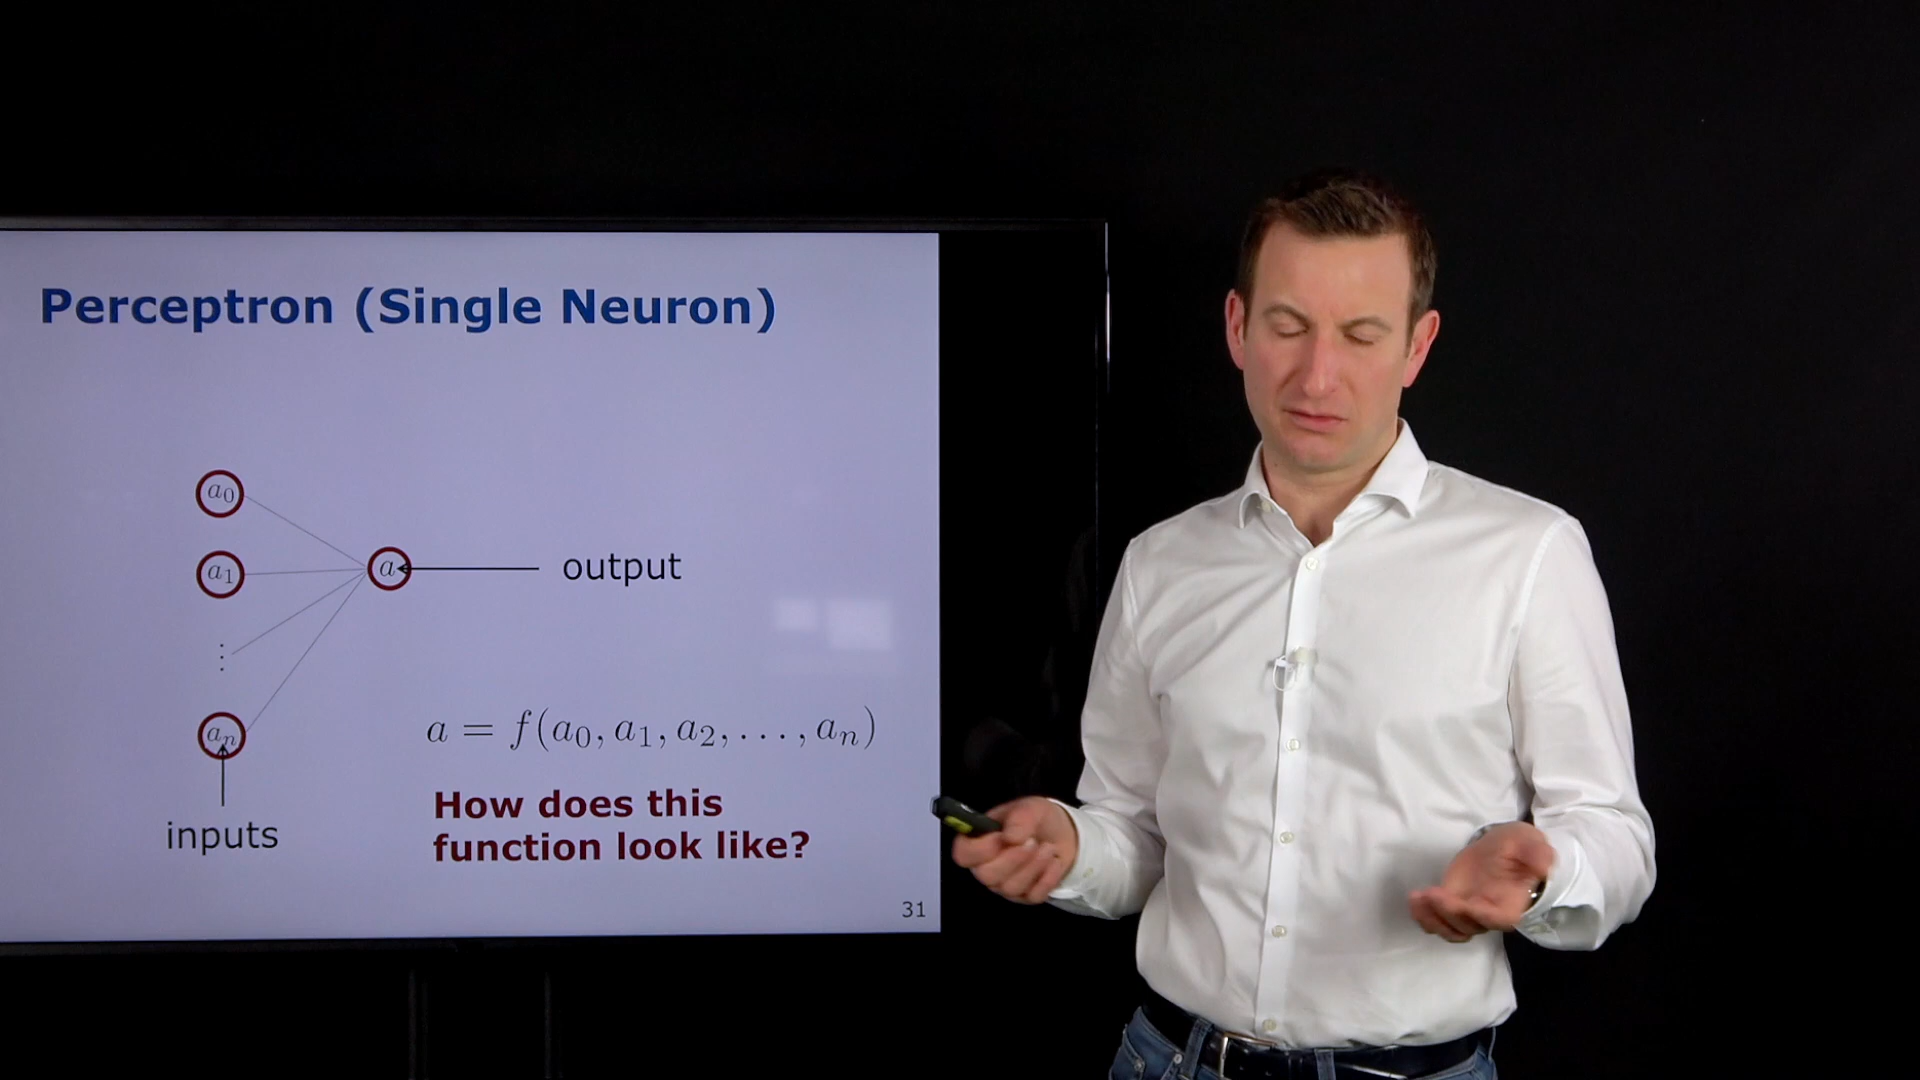 Perceptron (Single Neuron)
a₀
a₁
a
output
⋮
aₙ
a = f(a₀, a₁, a₂, . . . , aₙ)
How does this
function look like?
inputs
31